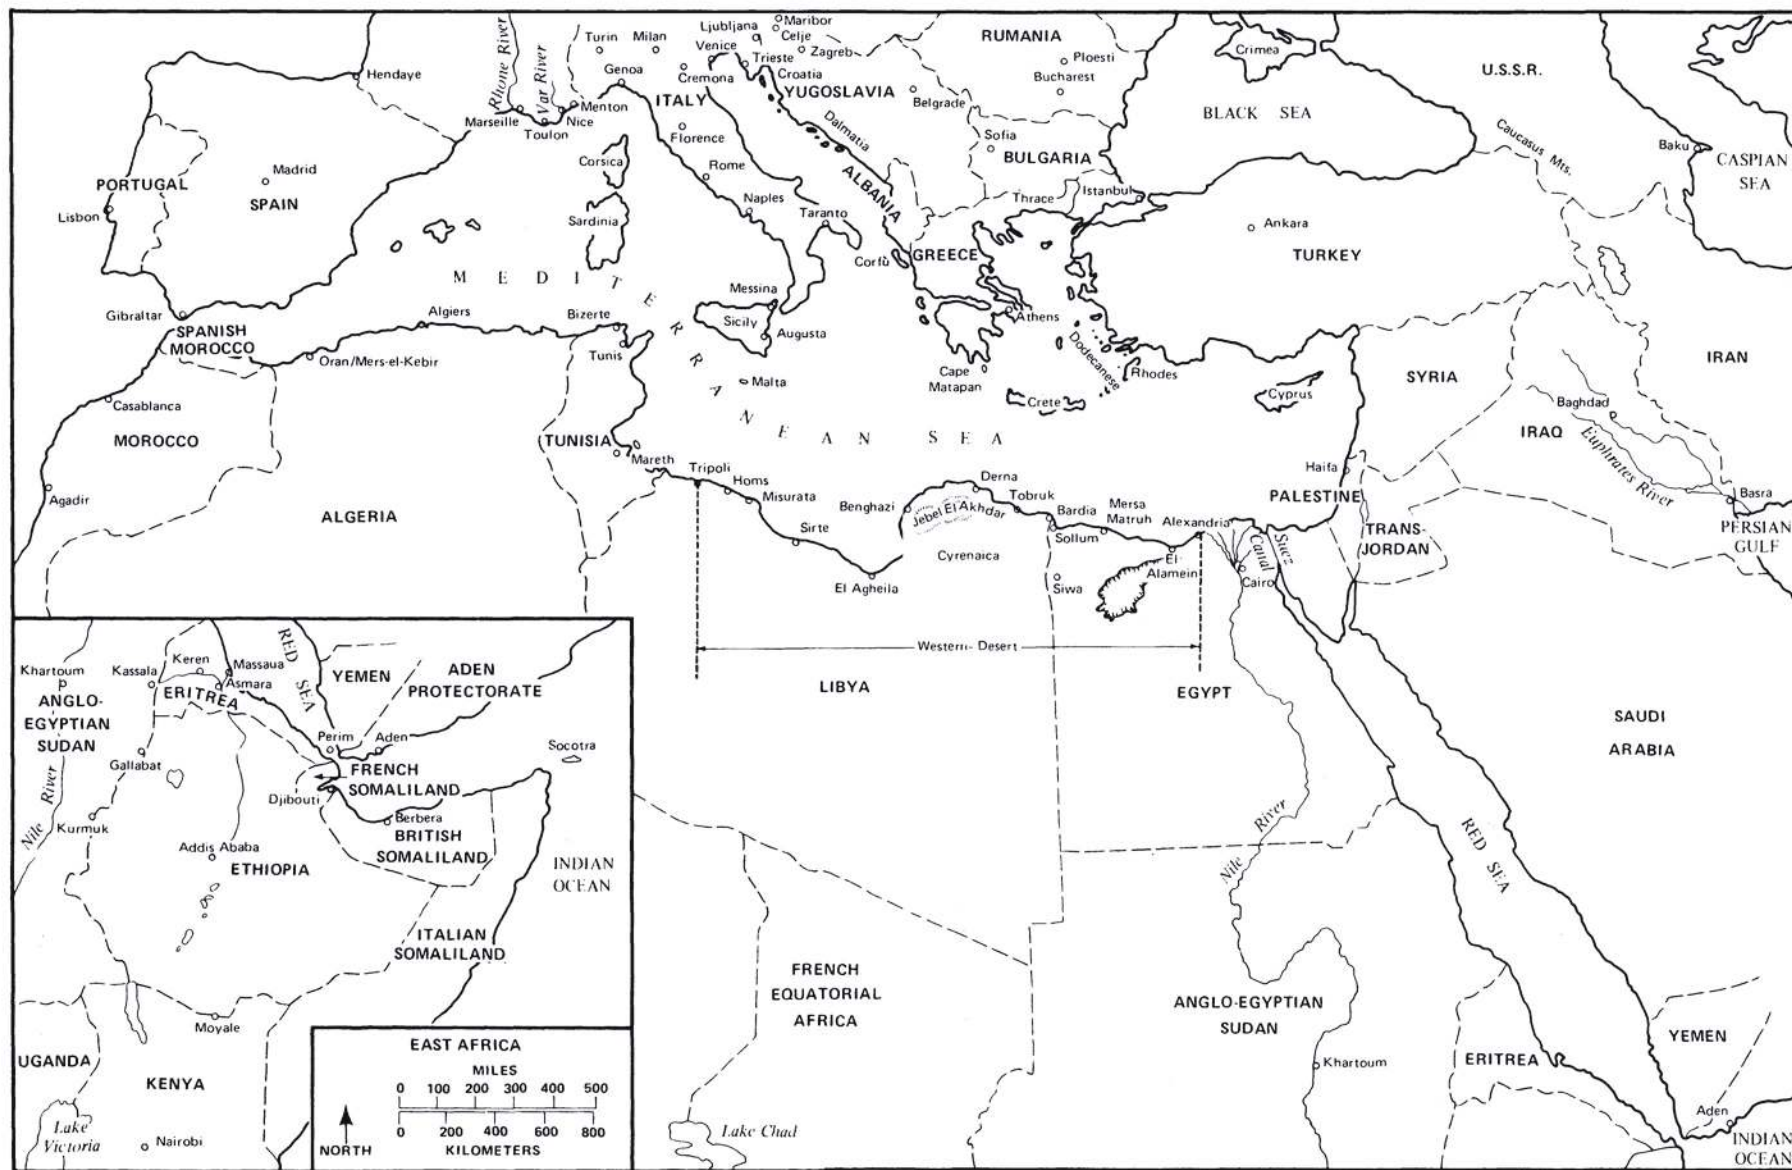 Rhone River
Var River
Hendaye
Turin
Milan
Ljubljana
Maribor
Celje
Venice
Zagreb
Trieste
Genoa
Cremona
Croatia
ITALY
YUGOSLAVIA
Menton
Nice
Marseille
Toulon
Belgrade
RUMANIA
Ploesti
Bucharest
Crimea
U.S.S.R.
BLACK SEA
Caucasus Mts.
Baku
CASPIAN
SEA
Florence
Dalmatia
Sofia
BULGARIA
Corsica
Rome
ALBANIA
Thrace
Istanbul
PORTUGAL
Madrid
SPAIN
Lisbon
Sardinia
Naples
Taranto
Corfù
GREECE
Ankara
TURKEY
MEDITERRANEAN SEA
Messina
Sicily
Augusta
Athens
Dodecanese
Rhodes
Gibraltar
SPANISH
MOROCCO
Algiers
Bizerte
Tunis
Oran/Mers-el-Kebir
Malta
Cape
Matapan
Crete
Cyprus
SYRIA
IRAN
Baghdad
IRAQ
Euphrates River
Casablanca
MOROCCO
TUNISIA
Mareth
Tripoli
Homs
Misurata
Derna
Benghazi
Jebel El Akhdar
Tobruk
Bardia
Mersa
Matruh
Sollum
Alexandria
Haifa
PALESTINE
TRANS-
JORDAN
Basra
PERSIAN
GULF
Agadir
ALGERIA
Sirte
El Agheila
Cyrenaica
Siwa
El
Alamein
Suez
Canal
Cairo
Western Desert
LIBYA
EGYPT
SAUDI
ARABIA
Nile River
RED SEA
FRENCH
EQUATORIAL
AFRICA
ANGLO-EGYPTIAN
SUDAN
Khartoum
ERITREA
YEMEN
Aden
INDIAN
OCEAN
Lake Chad
Khartoum
Kassala
Keren
Massaua
Asmara
ERITREA
RED SEA
YEMEN
ADEN
PROTECTORATE
ANGLO-
EGYPTIAN
SUDAN
Perim
Aden
Socotra
Gallabat
FRENCH
SOMALILAND
Djibouti
Nile River
Kurmuk
Berbera
BRITISH
SOMALILAND
Addis Ababa
ETHIOPIA
INDIAN
OCEAN
ITALIAN
SOMALILAND
Moyale
UGANDA
KENYA
Lake
Victoria
Nairobi
EAST AFRICA
MILES
0 100 200 300 400 500
0 200 400 600 800
KILOMETERS
NORTH